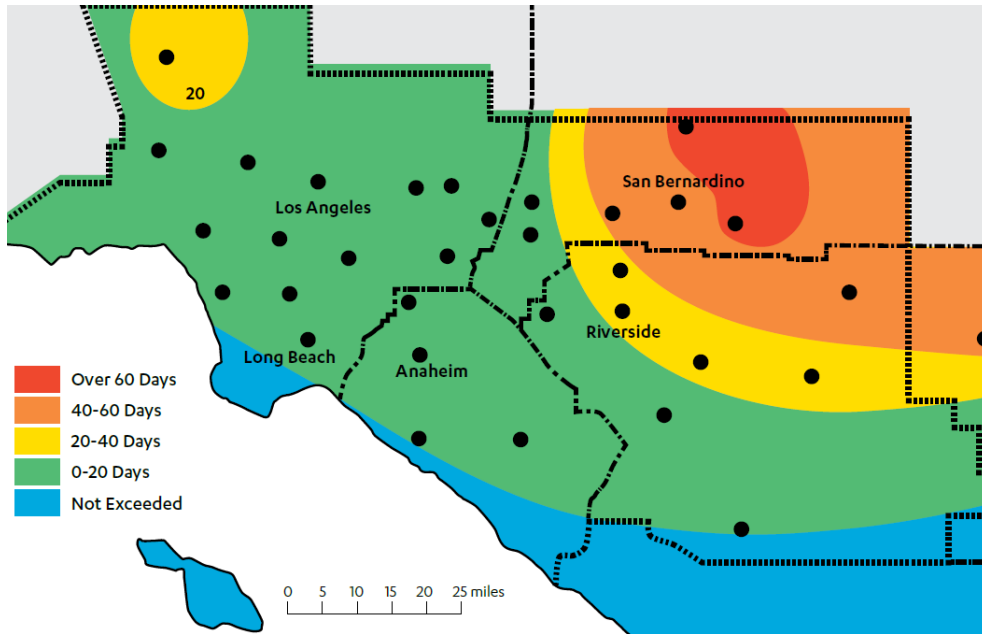 20
San Bernardino
Los Angeles
Riverside
Long Beach
Anaheim
Over 60 Days
40-60 Days
20-40 Days
0-20 Days
Not Exceeded
0 5 10 15 20 25 miles